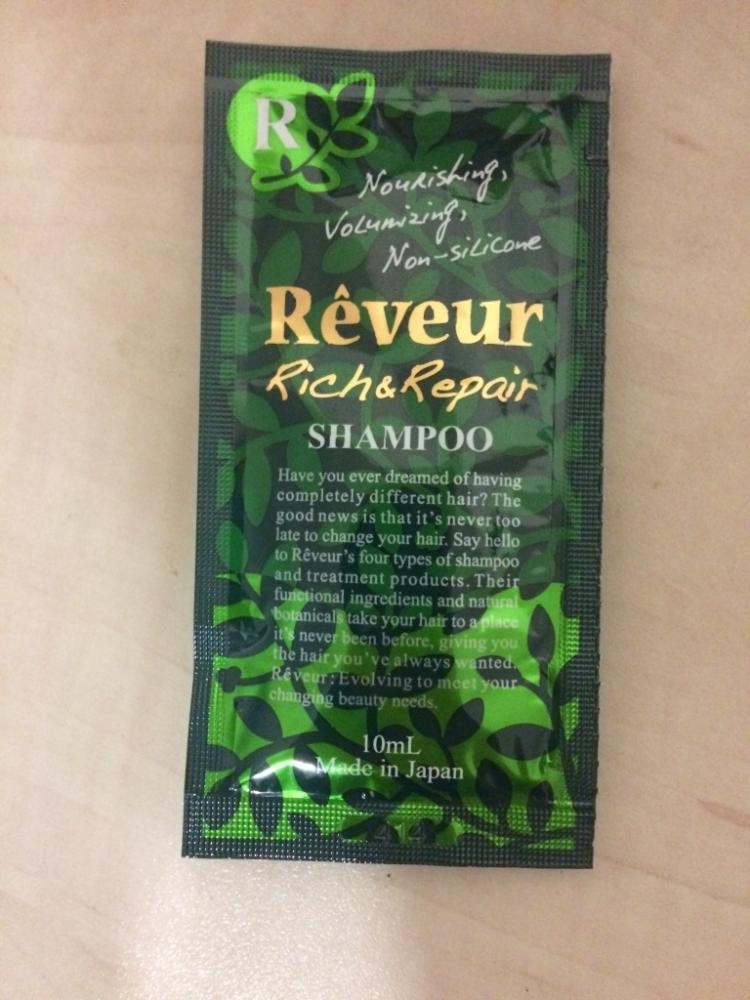 R
Nourishing,
Volumizing,
Non-silicone
Rêveur
Rich&Repair
SHAMPOO
Have you ever dreamed of having
completely different hair? The
good news is that it's never too
late to change your hair. Say hello
to Rêveur's four types of shampoo
and treatment products. Their
functional ingredients and natural
botanicals take your hair to a place
it's never been before, giving you
the hair you've always wanted.
Rêveur : Evolving to meet your
changing beauty needs.
10mL
Made in Japan